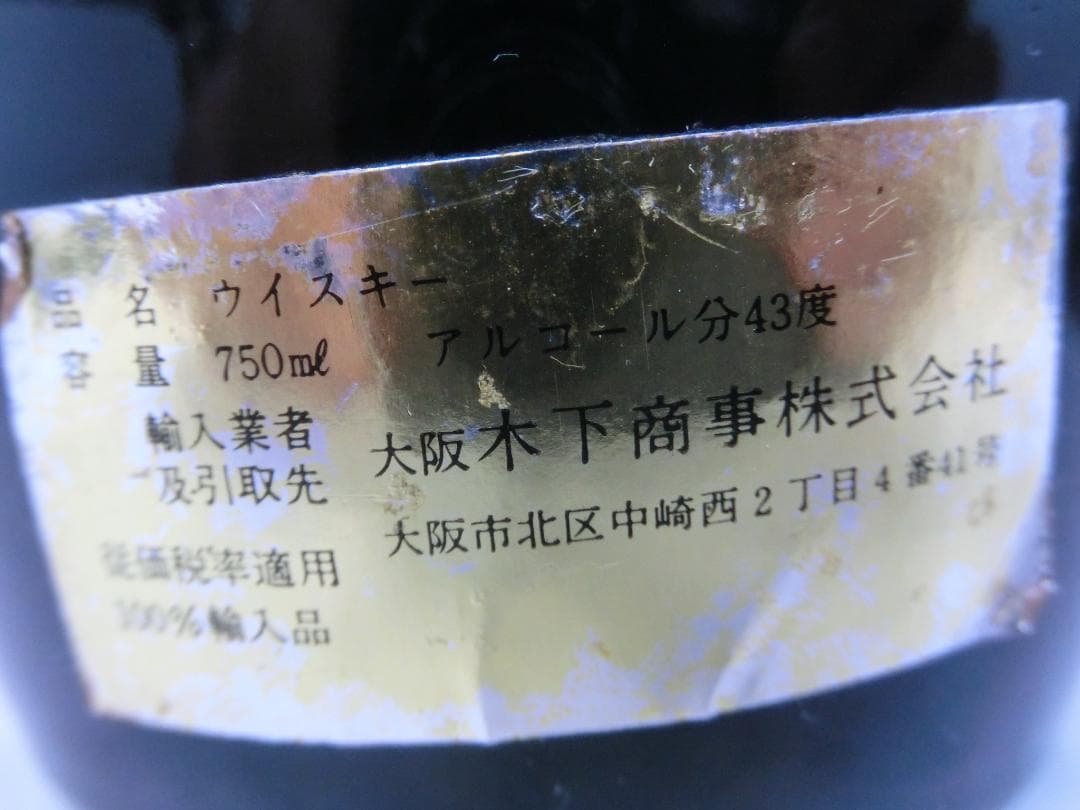 品名 ウイスキー
容量 750ml アルコール分43度
輸入業者
及引取先
大阪木下商事株式会社
大阪市北区中崎西2丁目4番41号
従価税率適用
100%輸入品